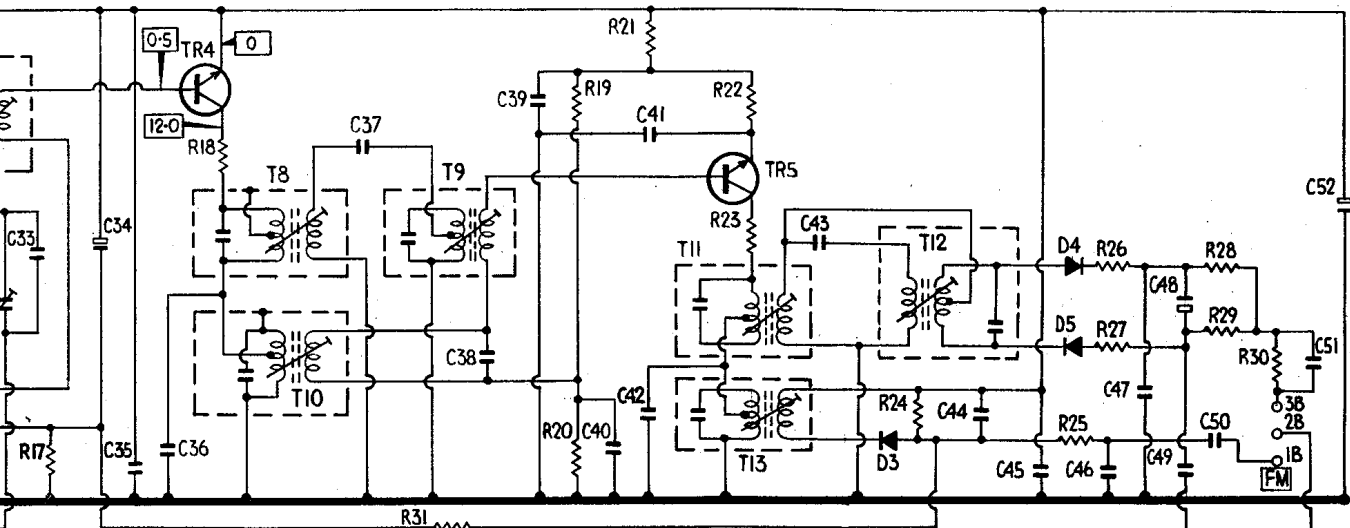 R21
0.5
TR4
0
R19
R22
C39
C41
12.0
C37
R18
T8
T9
TR5
C52
R23
C33
C34
C43
T11
T12
D4
R26
R28
C48
D5
R27
R29
R30
C51
C38
T10
C42
R24
C44
C47
3B
2B
R17
C35
C36
R20
C40
R25
C50
1B
T13
D3
C45
C46
C49
FM
R31